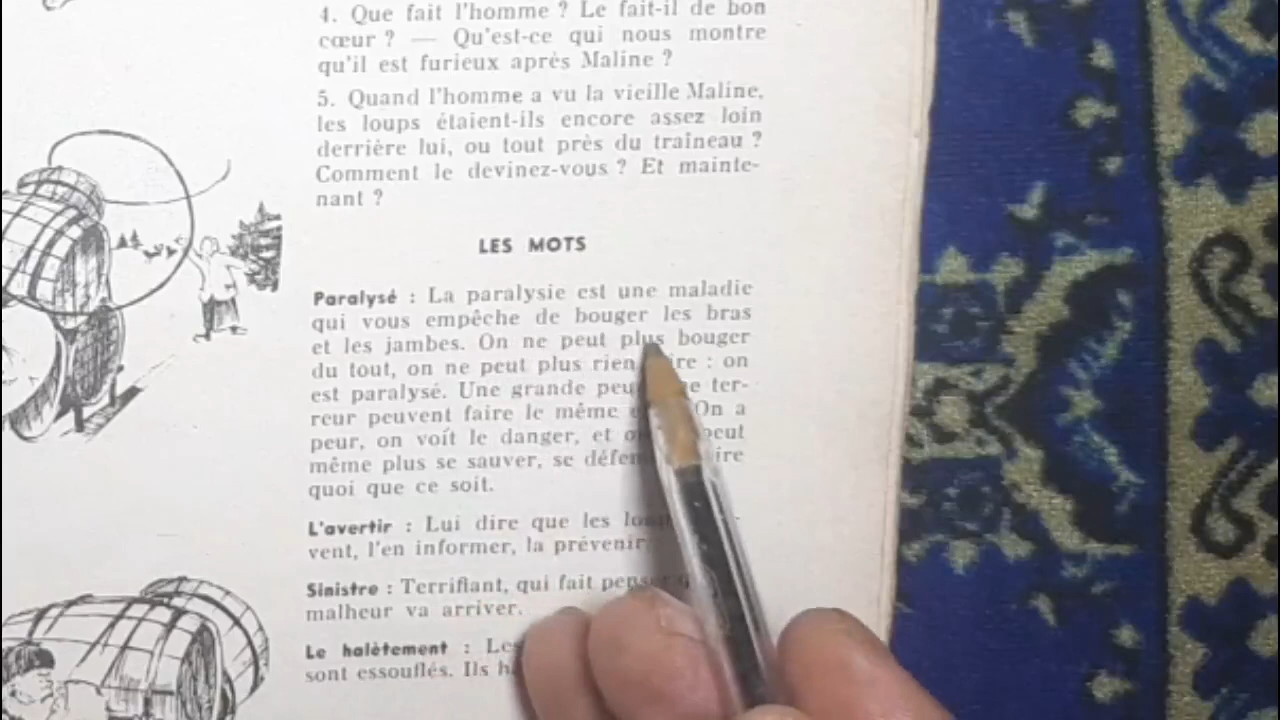 4. Que fait l'homme ? Le fait-il de bon
cœur ? — Qu'est-ce qui nous montre
qu'il est furieux après Maline ?
5. Quand l'homme a vu la vieille Maline,
les loups étaient-ils encore assez loin
derrière lui, ou tout près du traîneau ?
Comment le devinez-vous ? Et mainte-
nant ?
LES MOTS
Paralysé : La paralysie est une maladie
qui vous empêche de bouger les bras
et les jambes. On ne peut plus bouger
du tout, on ne peut plus rien : on
est paralysé. Une grande ter-
reur peuvent faire le même On a
peur, on voit le danger, et peut
même plus se sauver, se
quoi que ce soit.
L'avertir : Lui dire que les
vent, l'en informer, la prévenir
Sinistre : Terrifiant, qui fait
malheur va arriver.
Le halètement :
sont essouflés. Ils